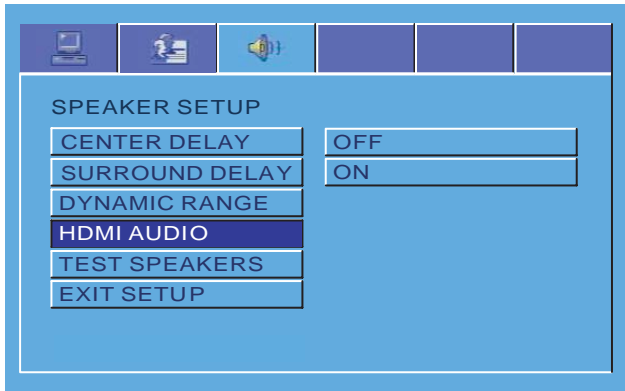 SPEAKER SETUP
CENTER DELAY
OFF
SURROUND DELAY
ON
DYNAMIC RANGE
HDMI AUDIO
TEST SPEAKERS
EXIT SETUP